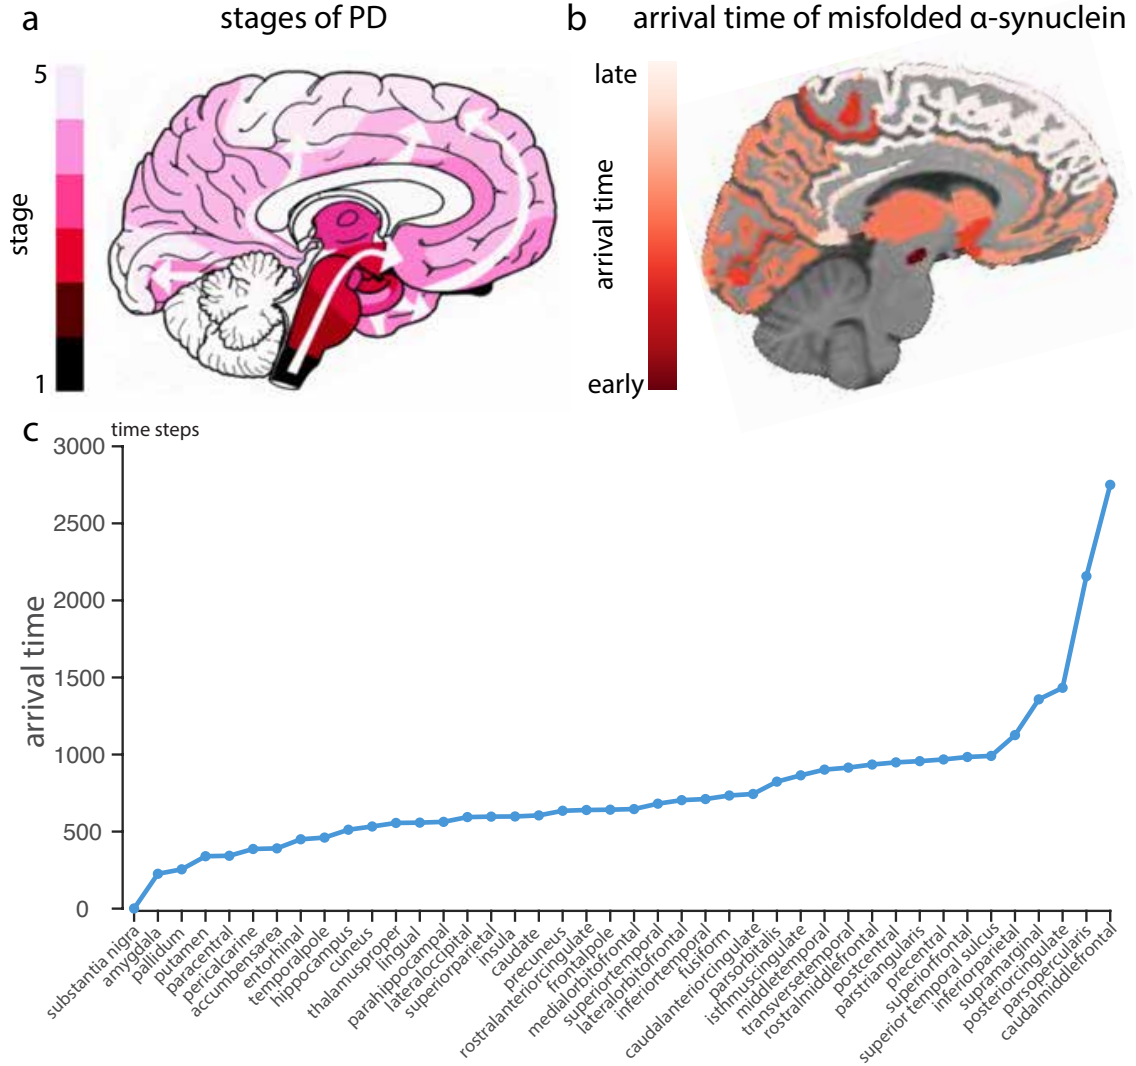 a
stages of PD
5
stage
1
b
arrival time of misfolded α-synuclein
late
arrival time
early
c
time steps
3000
2500
2000
1500
1000
500
0
arrival time
substantia nigra
amygdala
pallidum
putamen
paracentral
pericalcarine
accumbensarea
entorhinal
temporalpole
hippocampus
cuneus
thalamusproper
lingual
parahippocampal
lateraloccipital
superiorparietal
insula
caudate
precuneus
rostralanteriorcingulate
frontalpole
medialorbitofrontal
superiortemporal
lateralorbitofrontal
inferiortemporal
fusiform
caudalanteriorcingulate
parsorbitalis
isthmuscingulate
middletemporal
transversetemporal
rostralmiddlefrontal
postcentral
parstriangularis
precentral
superiorfrontal
superior temporal sulcus
inferiorparietal
supramarginal
posteriorcingulate
parsopercularis
caudalmiddlefrontal